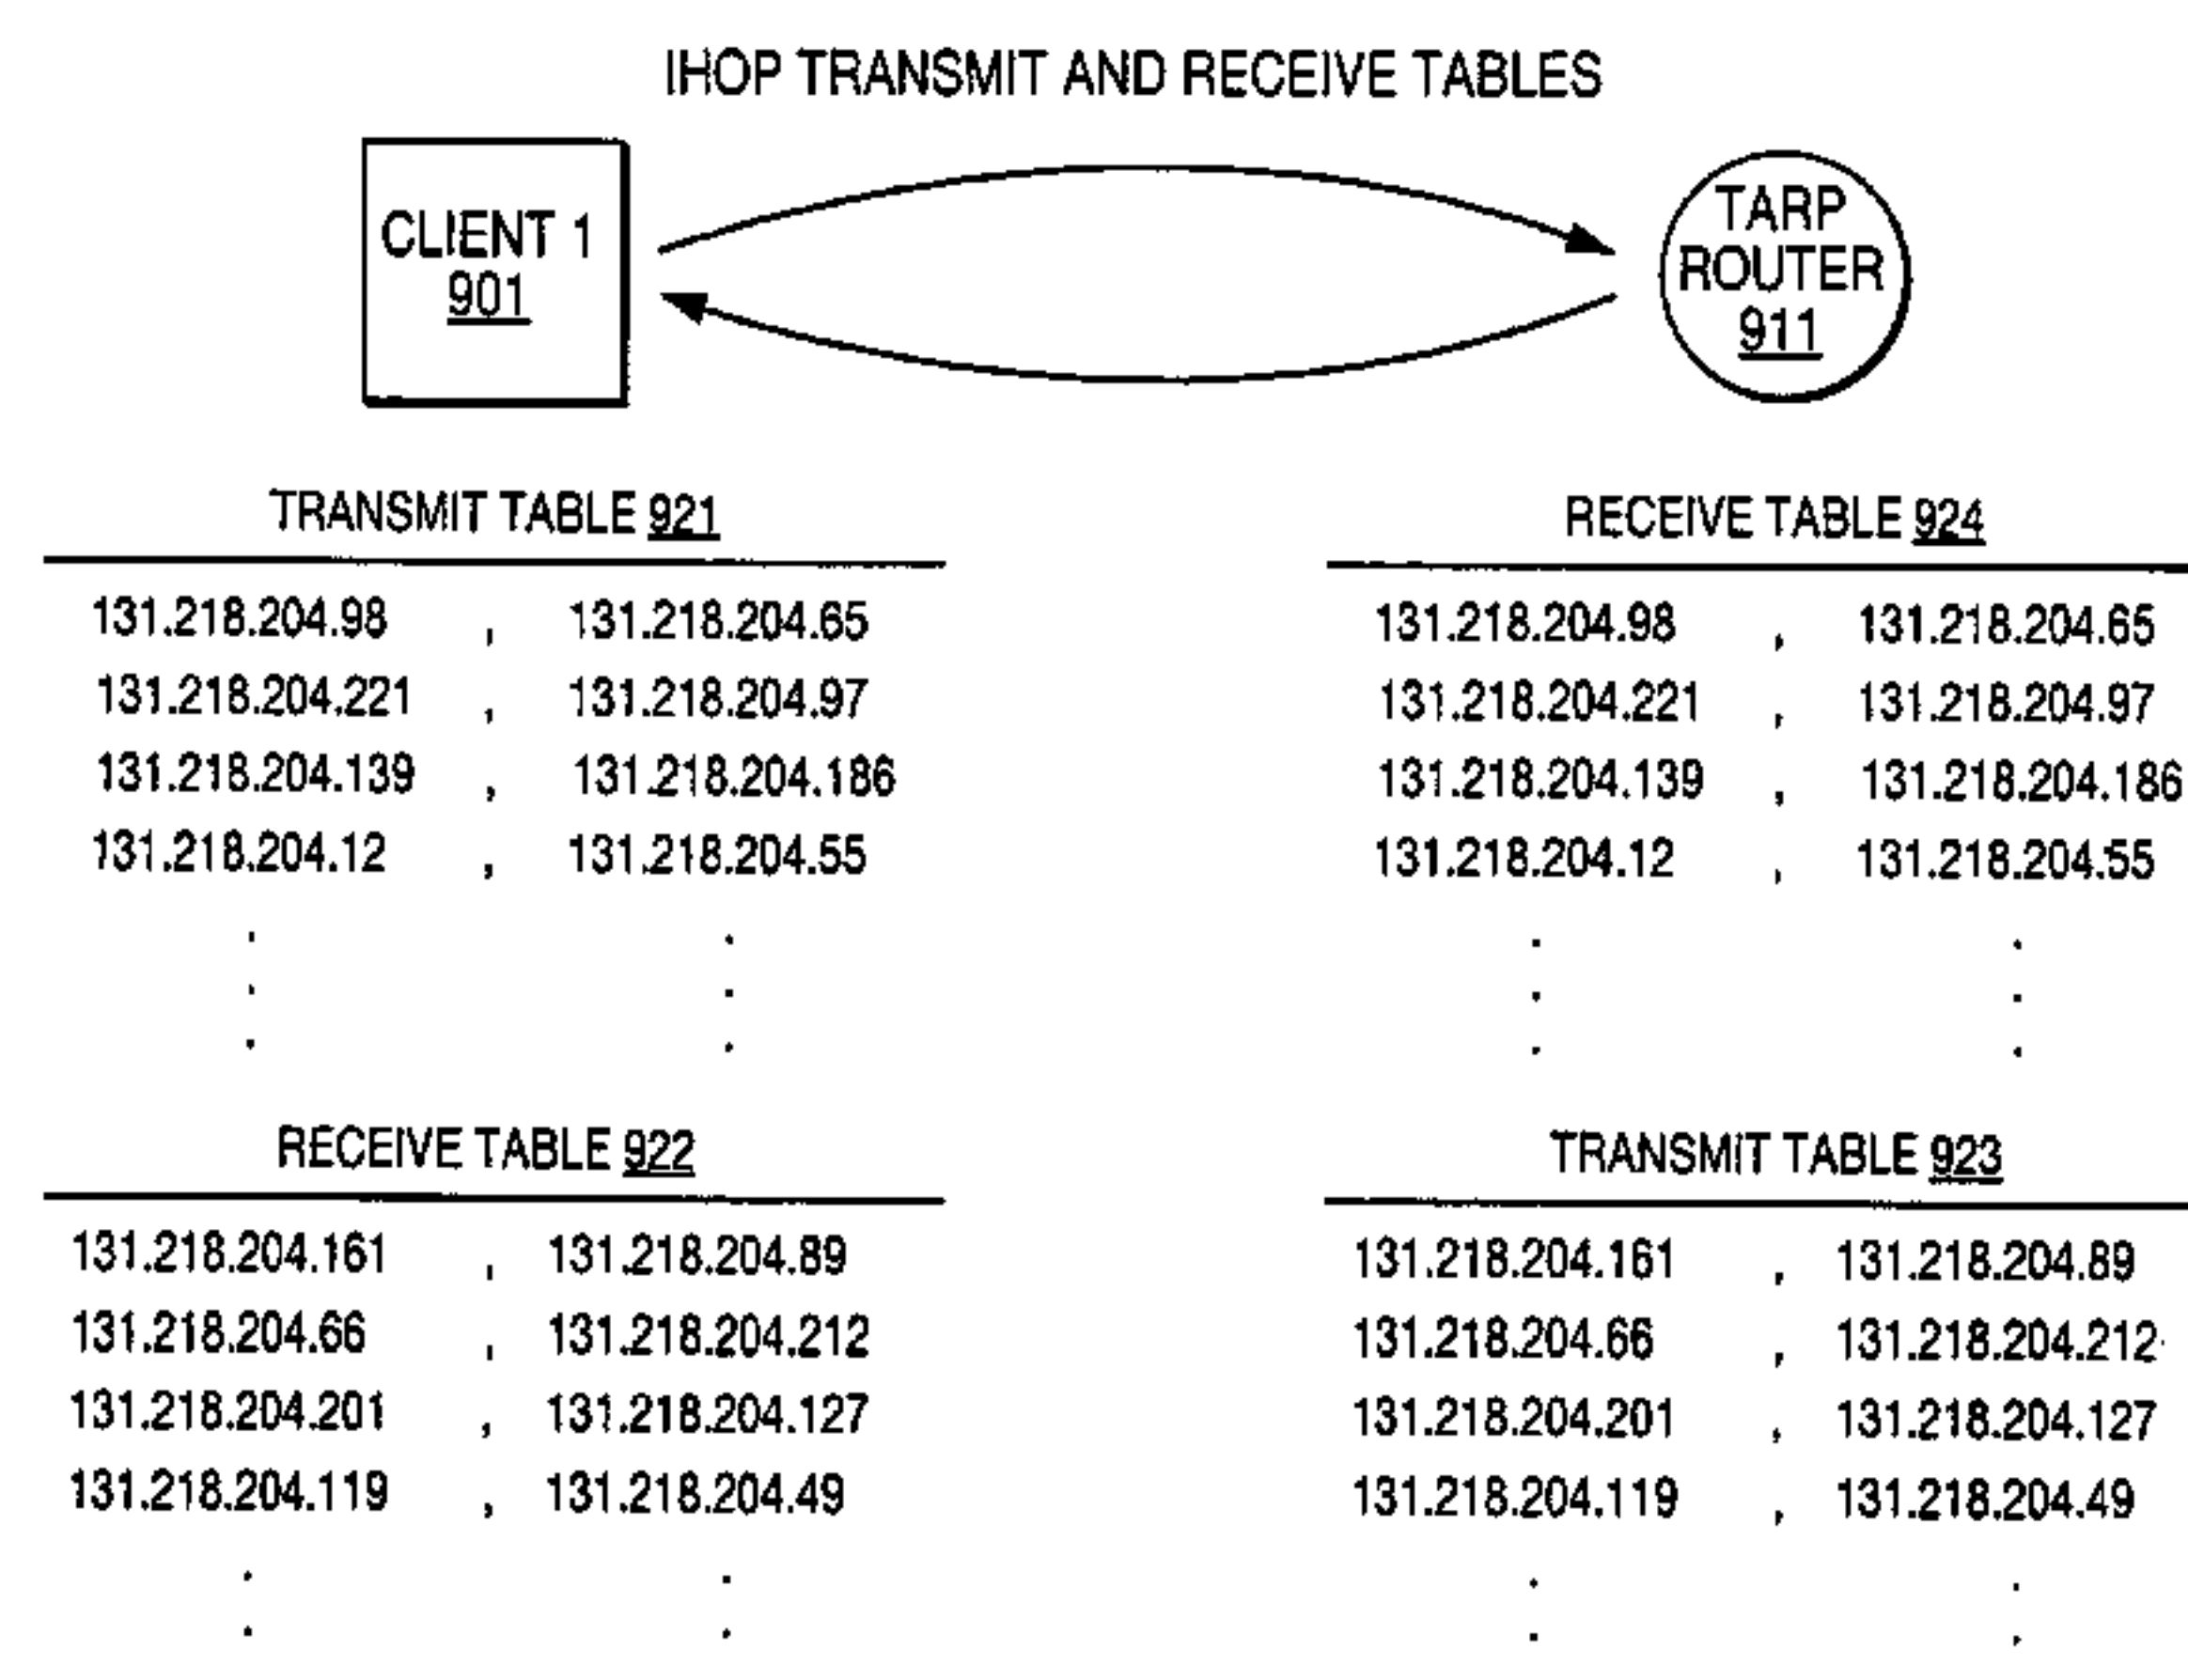 IHOP TRANSMIT AND RECEIVE TABLES
CLIENT 1
901
TARP
ROUTER
911
TRANSMIT TABLE 921
131.218.204.98 , 131.218.204.65
131.218.204.221 , 131.218.204.97
131.218.204.139 , 131.218.204.186
131.218.204.12 , 131.218.204.55
RECEIVE TABLE 924
131.218.204.98 , 131.218.204.65
131.218.204.221 , 131.218.204.97
131.218.204.139 , 131.218.204.186
131.218.204.12 , 131.218.204.55
RECEIVE TABLE 922
131.218.204.161 , 131.218.204.89
131.218.204.66 , 131.218.204.212
131.218.204.201 , 131.218.204.127
131.218.204.119 , 131.218.204.49
TRANSMIT TABLE 923
131.218.204.161 , 131.218.204.89
131.218.204.66 , 131.218.204.212
131.218.204.201 , 131.218.204.127
131.218.204.119 , 131.218.204.49